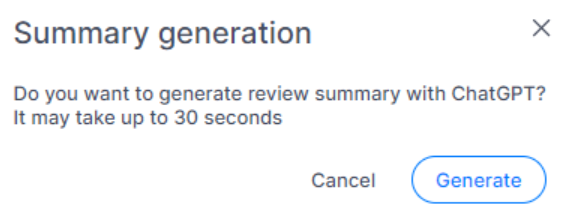 Summary generation
Do you want to generate review summary with ChatGPT?
It may take up to 30 seconds
Cancel
Generate